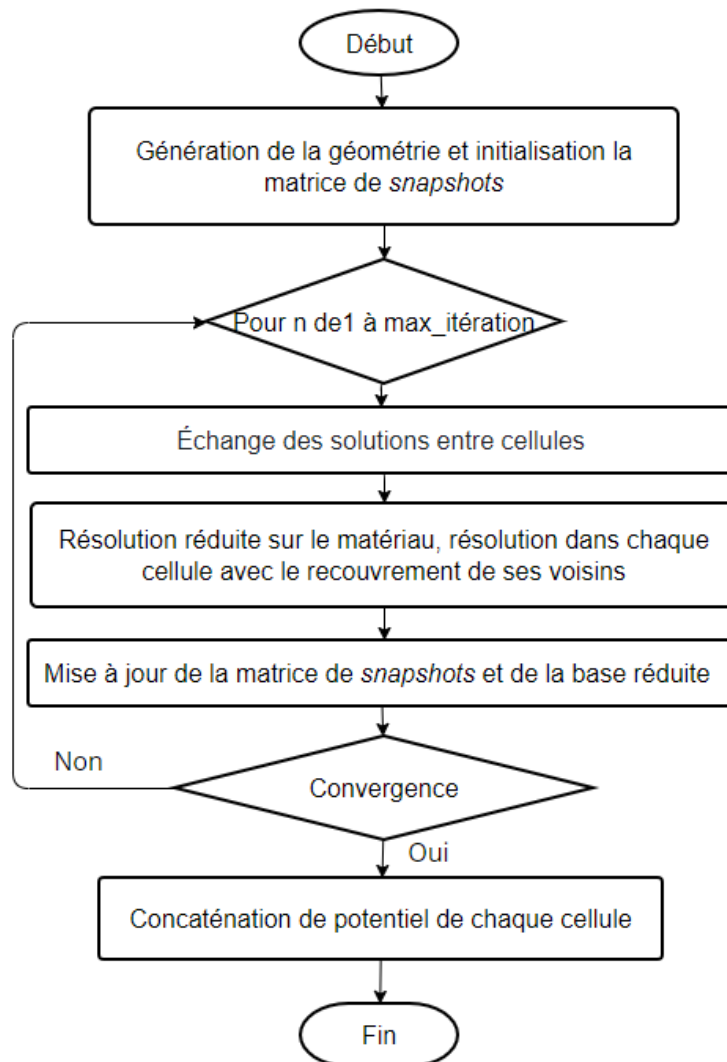 Début
Génération de la géométrie et initialisation la
matrice de snapshots
Pour n de1 à max_itération
Échange des solutions entre cellules
Résolution réduite sur le matériau, résolution dans chaque
cellule avec le recouvrement de ses voisins
Mise à jour de la matrice de snapshots et de la base réduite
Non
Convergence
Oui
Concaténation de potentiel de chaque cellule
Fin